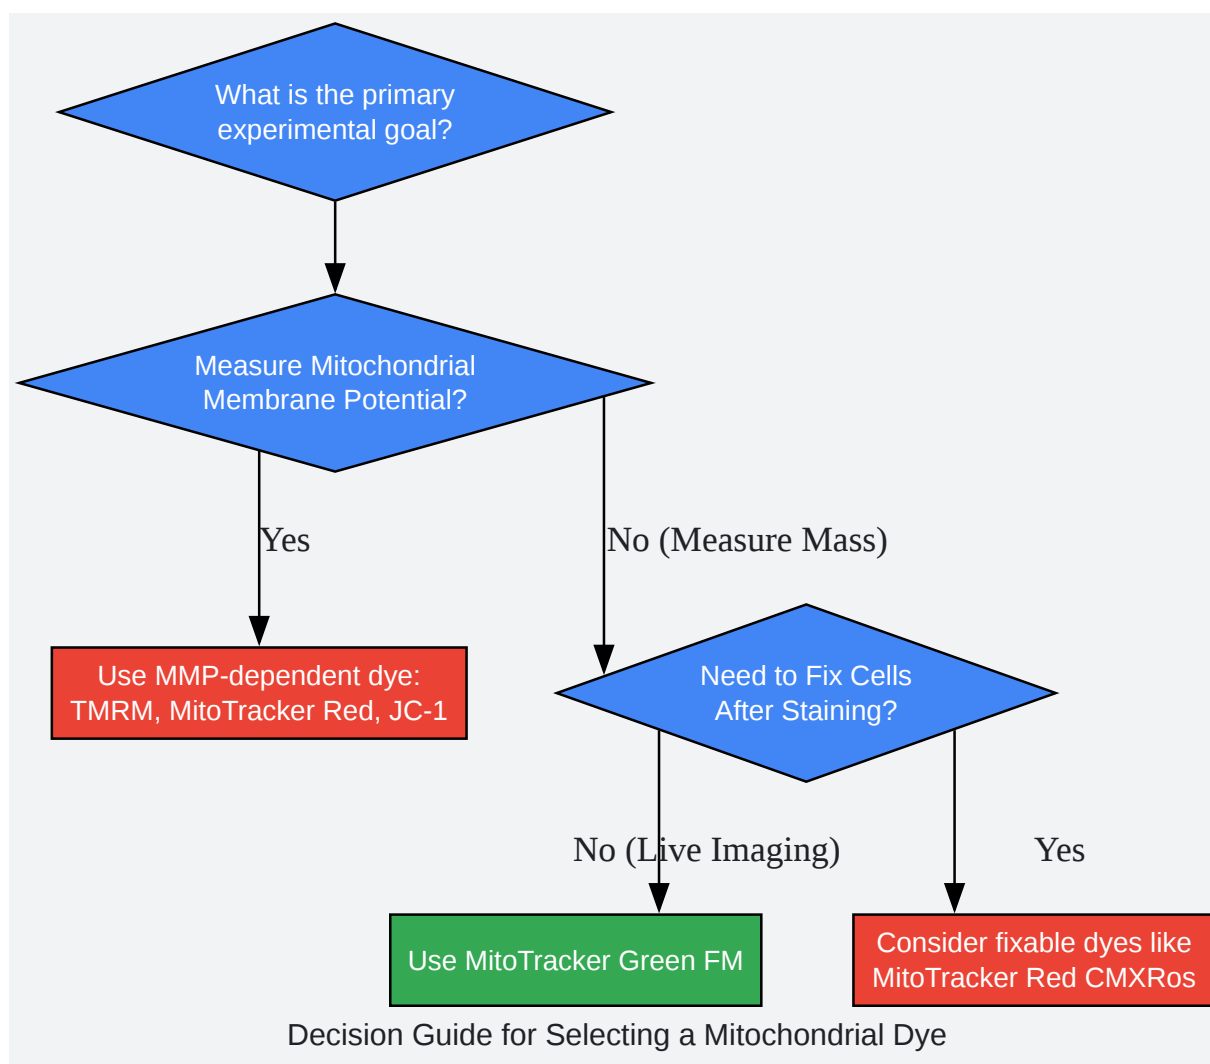 What is the primary
experimental goal?
Measure Mitochondrial
Membrane Potential?
Yes
No (Measure Mass)
Use MMP-dependent dye:
TMRM, MitoTracker Red, JC-1
Need to Fix Cells
After Staining?
No (Live Imaging)
Yes
Use MitoTracker Green FM
Consider fixable dyes like
MitoTracker Red CMXRos
Decision Guide for Selecting a Mitochondrial Dye